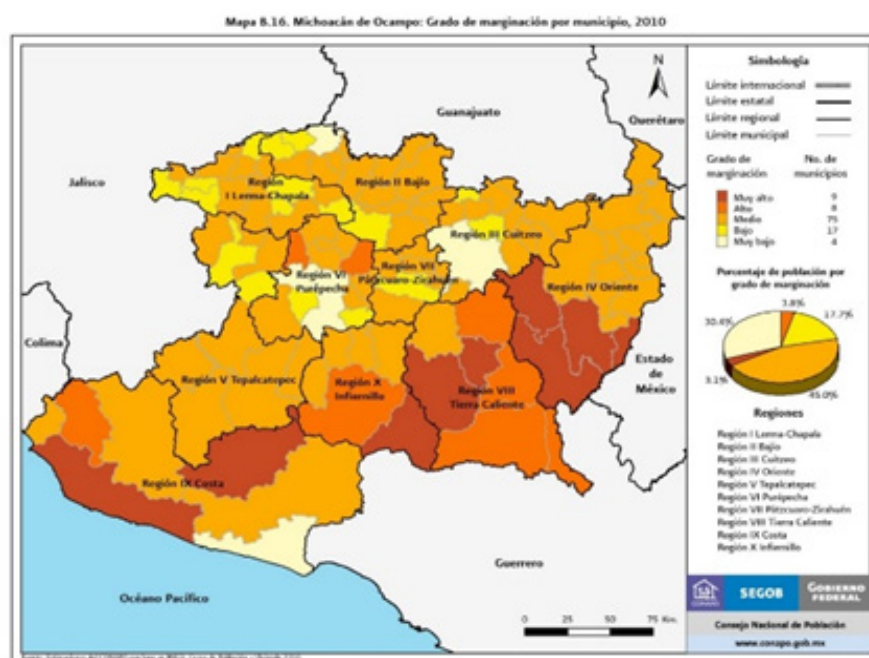 Mapa B.16. Michoacán de Ocampo: Grado de marginación por municipio, 2010
N
Guanajuato
Querétaro
Jalisco
Región
I Lerma-Chapala
Región II Bajío
Región III Cuitzeo
Región VI
Purépecha
Región VII
Pátzcuaro-Zirahuén
Región IV Oriente
Colima
Región V Tepalcatepec
Región X
Infiernillo
Región VIII
Tierra Caliente
Estado
de
México
Región IX Costa
Guerrero
Océano Pacífico
0 25 50 75 Km.
Simbología
Límite internacional
Límite estatal
Límite regional
Límite municipal
Grado de marginación
No. de municipios
Muy alto 9
Alto 8
Medio 75
Bajo 17
Muy bajo 4
Porcentaje de población por
grado de marginación
3.8%
17.7%
30.4%
3.1%
45.0%
Regiones
Región I Lerma-Chapala
Región II Bajío
Región III Cuitzeo
Región IV Oriente
Región V Tepalcatepec
Región VI Purépecha
Región VII Pátzcuaro-Zirahuén
Región VIII Tierra Caliente
Región IX Costa
Región X Infiernillo
CONAPO
SEGOB
GOBIERNO
FEDERAL
Consejo Nacional de Población
www.conapo.gob.mx